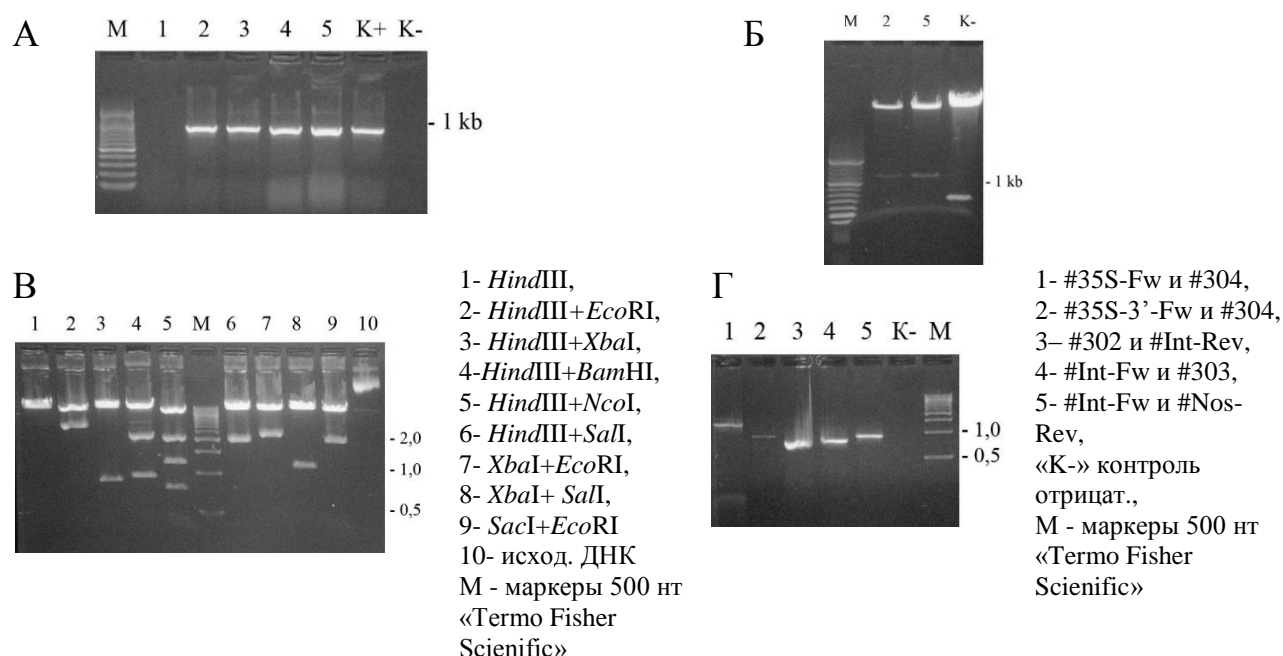 А
M 1 2 3 4 5 K+ K-
- 1 kb
Б
M 2 5 K-
- 1 kb
В
1 2 3 4 5 M 6 7 8 9 10
- 2,0
- 1,0
- 0,5
1- HindIII,
2- HindIII+EcoRI,
3- HindIII+XbaI,
4-HindIII+BamHI,
5- HindIII+NcoI,
6- HindIII+SalI,
7- XbaI+EcoRI,
8- XbaI+ SalI,
9- SacI+EcoRI
10- исход. ДНК
М - маркеры 500 нт
«Termo Fisher
Scienific»
Г
1 2 3 4 5 К- М
- 1,0
- 0,5
1- #35S-Fw и #304,
2- #35S-3’-Fw и #304,
3– #302 и #Int-Rev,
4- #Int-Fw и #303,
5- #Int-Fw и #Nos-
Rev,
«K-» контроль
отрицат.,
М - маркеры 500 нт
«Termo Fisher
Scienific»